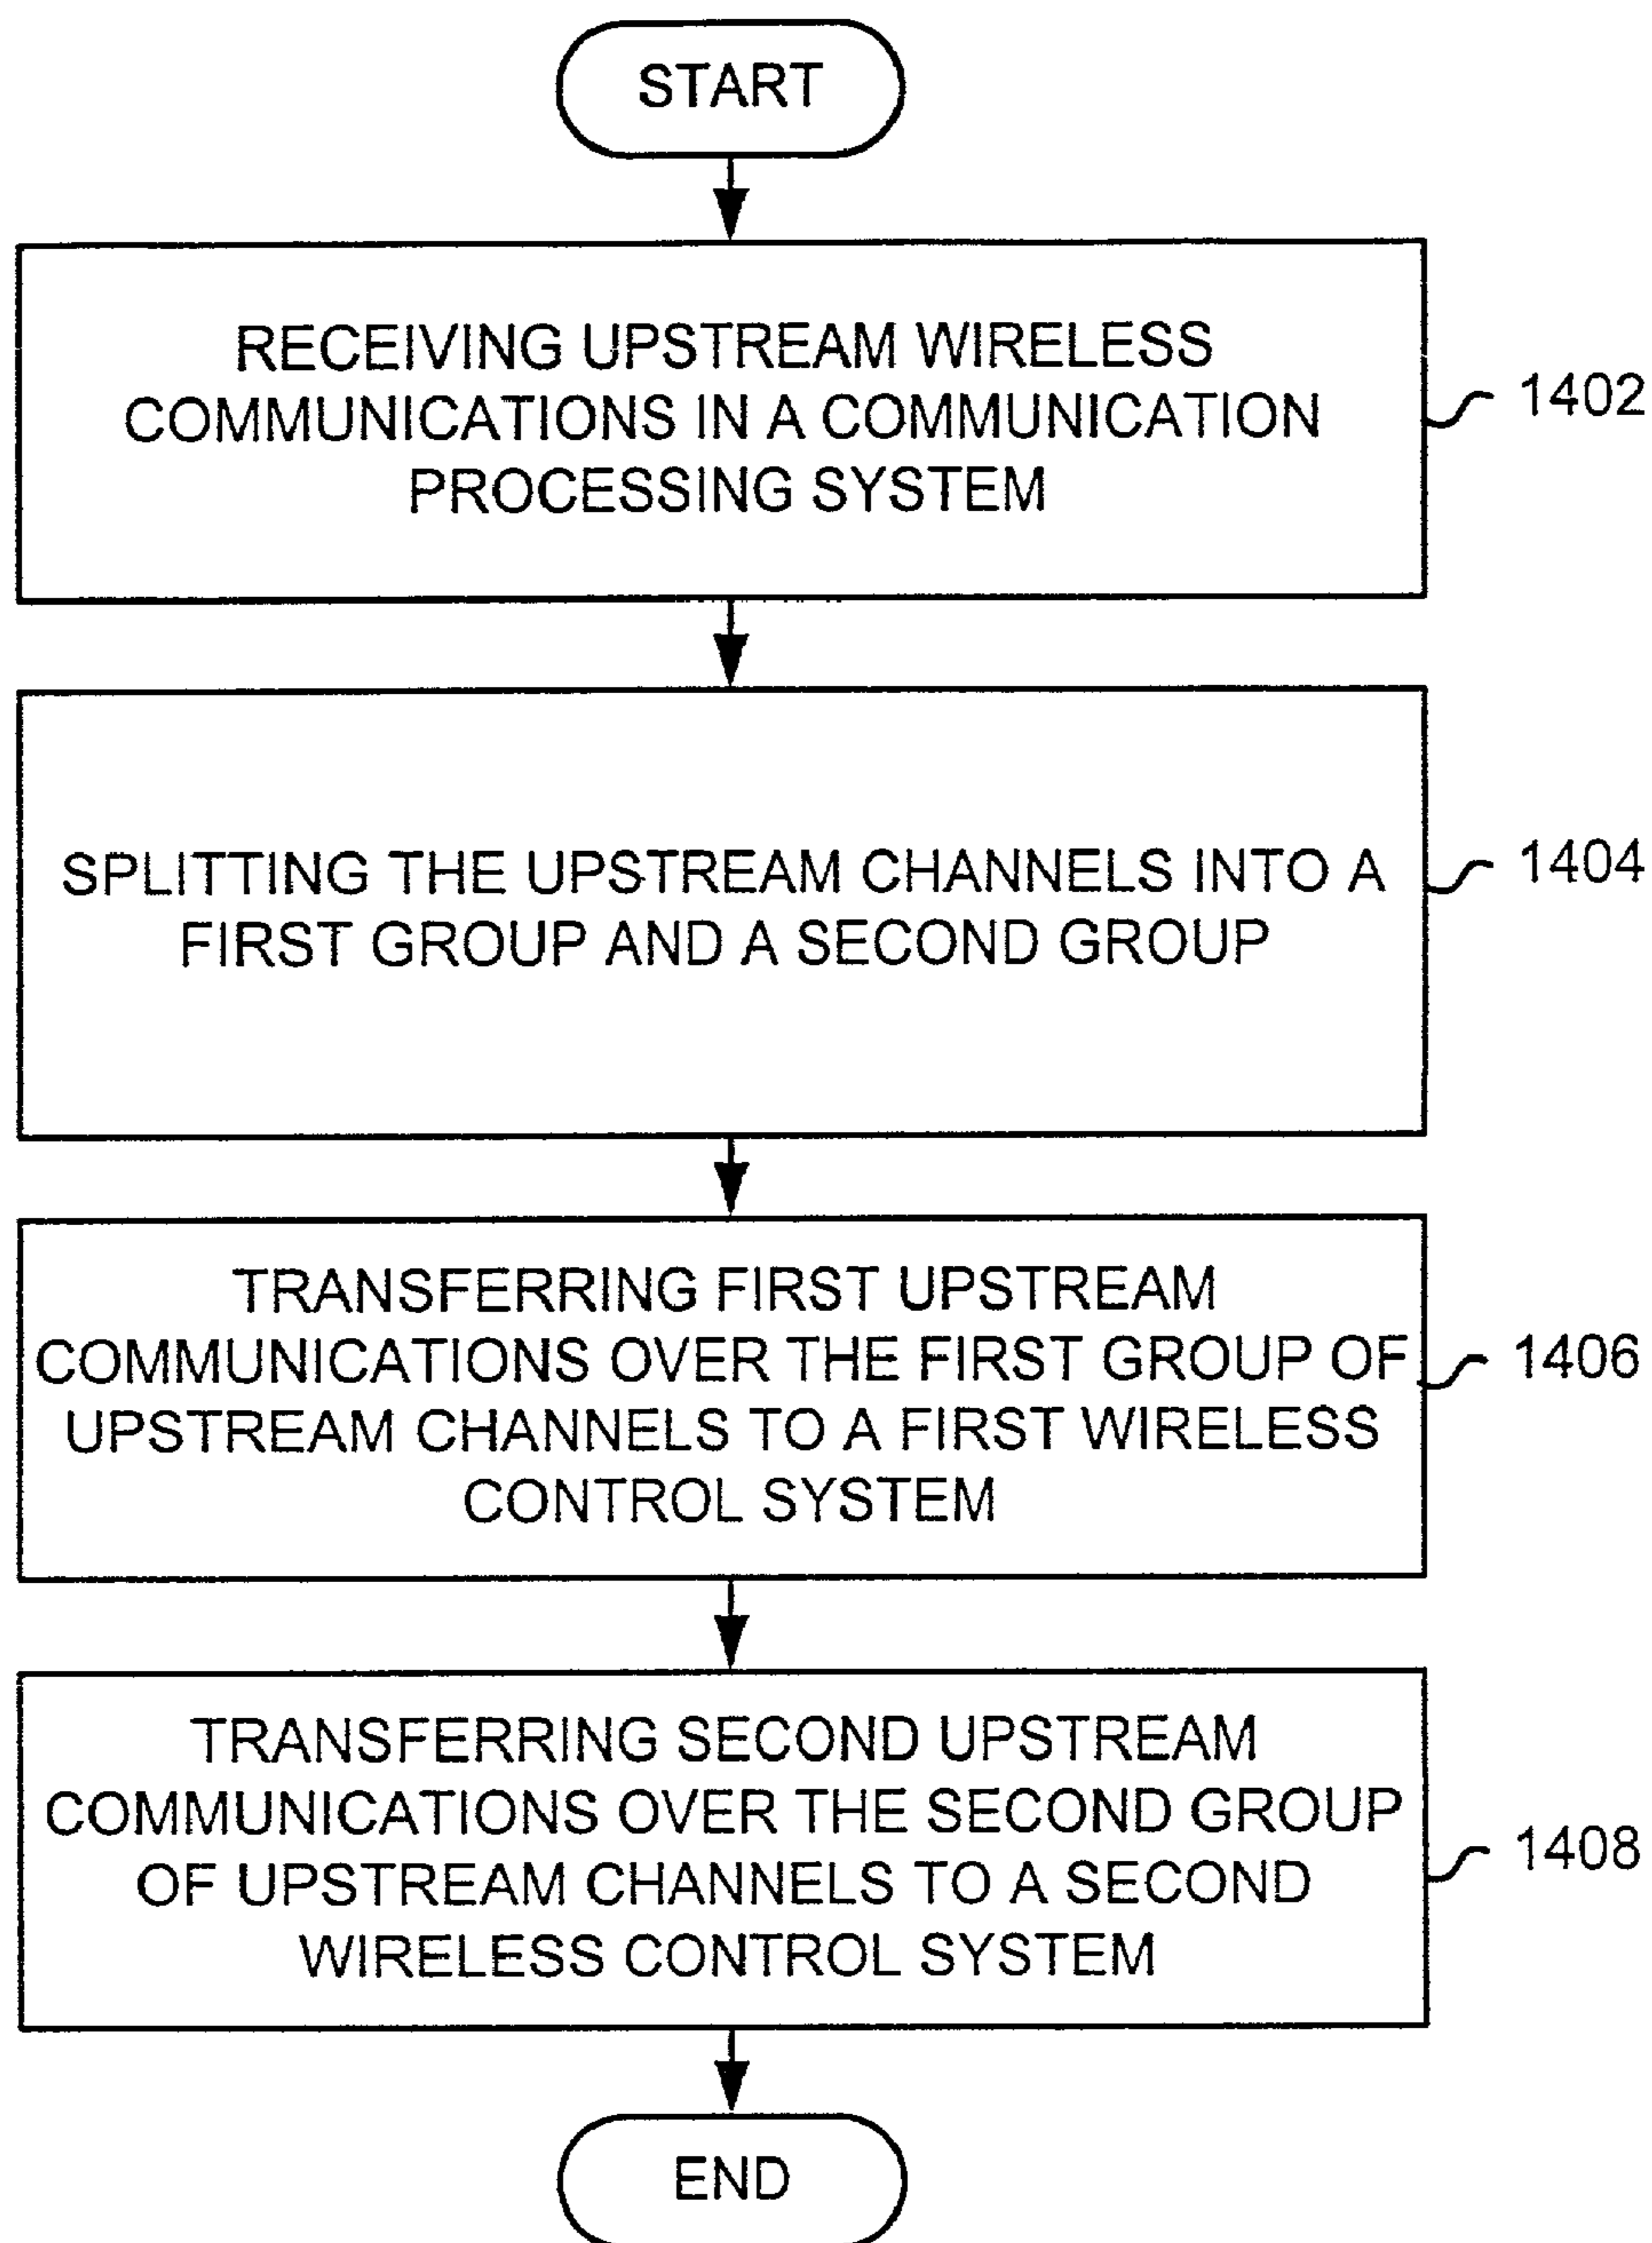 START
RECEIVING UPSTREAM WIRELESS
COMMUNICATIONS IN A COMMUNICATION
PROCESSING SYSTEM
1402
SPLITTING THE UPSTREAM CHANNELS INTO A
FIRST GROUP AND A SECOND GROUP
1404
TRANSFERRING FIRST UPSTREAM
COMMUNICATIONS OVER THE FIRST GROUP OF
UPSTREAM CHANNELS TO A FIRST WIRELESS
CONTROL SYSTEM
1406
TRANSFERRING SECOND UPSTREAM
COMMUNICATIONS OVER THE SECOND GROUP
OF UPSTREAM CHANNELS TO A SECOND
WIRELESS CONTROL SYSTEM
1408
END